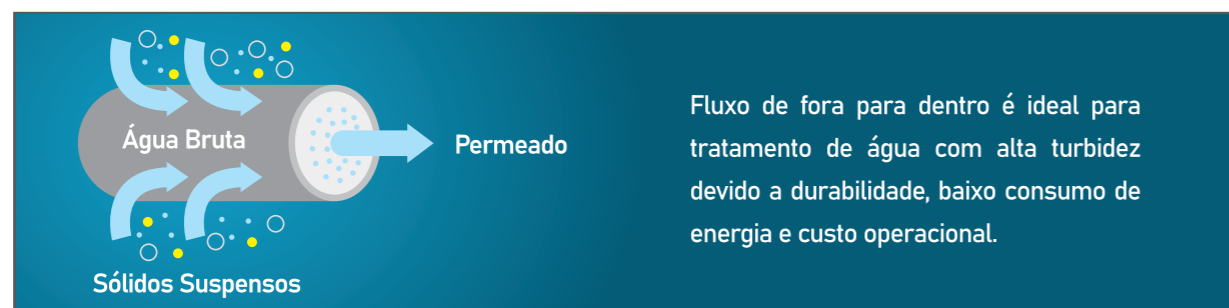 Água Bruta
Permeado
Sólidos Suspensos
Fluxo de fora para dentro é ideal para
tratamento de água com alta turbidez
devido a durabilidade, baixo consumo de
energia e custo operacional.